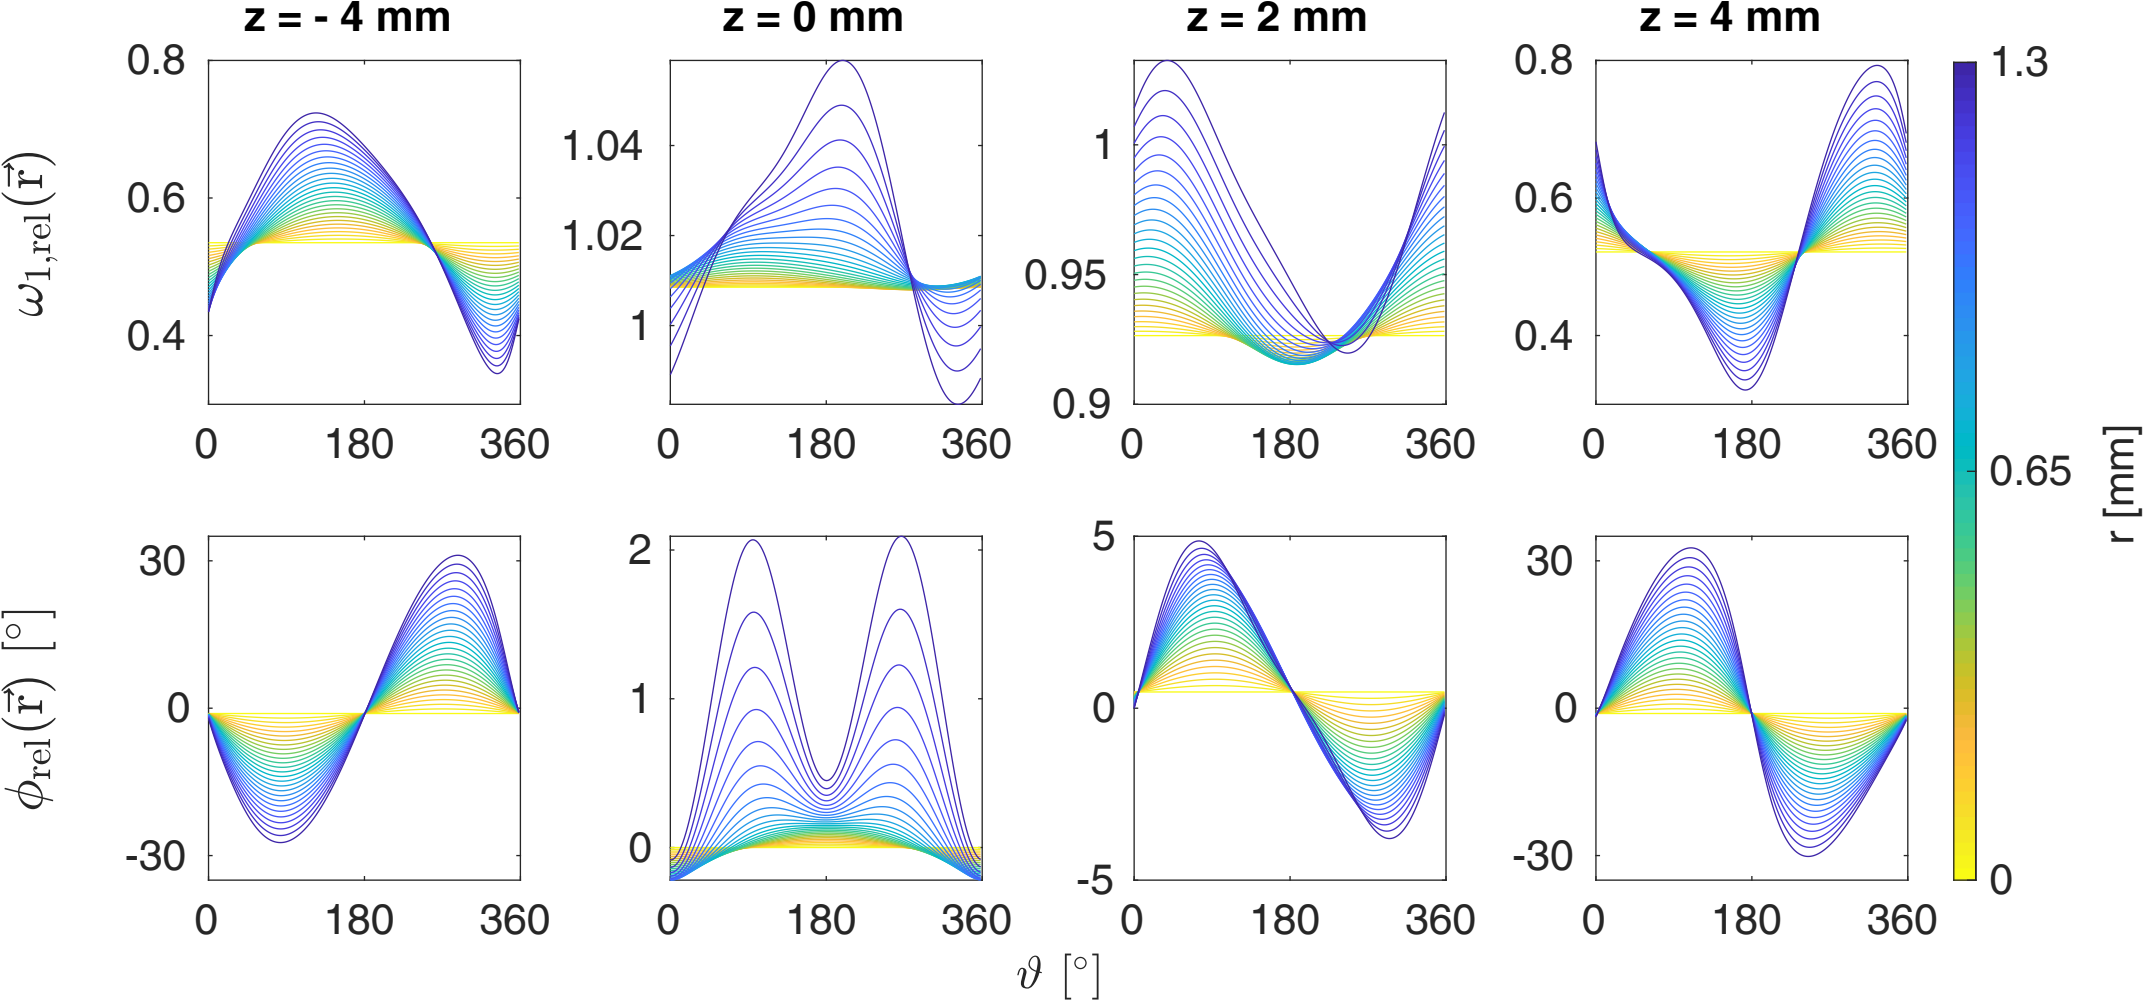 z = - 4 mm z = 0 mm z = 2 mm z = 4 mm
ω1,rel(r⃗)
0.8 0.6 0.4
1.04 1.02 1
1 0.95 0.9
0.8 0.6 0.4
0 180 360 0 180 360 0 180 360 0 180 360
ϕrel(r⃗) [°]
30 0 -30
2 1 0
5 0 -5
30 0 -30
0 180 360 0 180 360 0 180 360 0 180 360
ϑ [°]
1.3
0.65
0
r [mm]